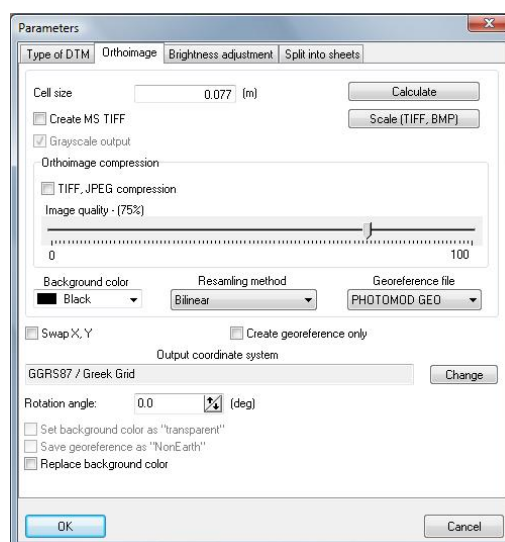 Parameters
Type of DTM Orthoimage Brightness adjustment Split into sheets
Cell size 0.077 (m) Calculate
Create MS TIFF Scale (TIFF, BMP)
Grayscale output
Orthoimage compression
TIFF, JPEG compression
Image quality - (75%)
0 100
Background color Resamling method Georeference file
Black Bilinear PHOTOMOD GEO
Swap X, Y Create georeference only
Output coordinate system
GGRS87 / Greek Grid Change
Rotation angle: 0.0 (deg)
Set background color as "transparent"
Save georeference as "NonEarth"
Replace background color
OK Cancel